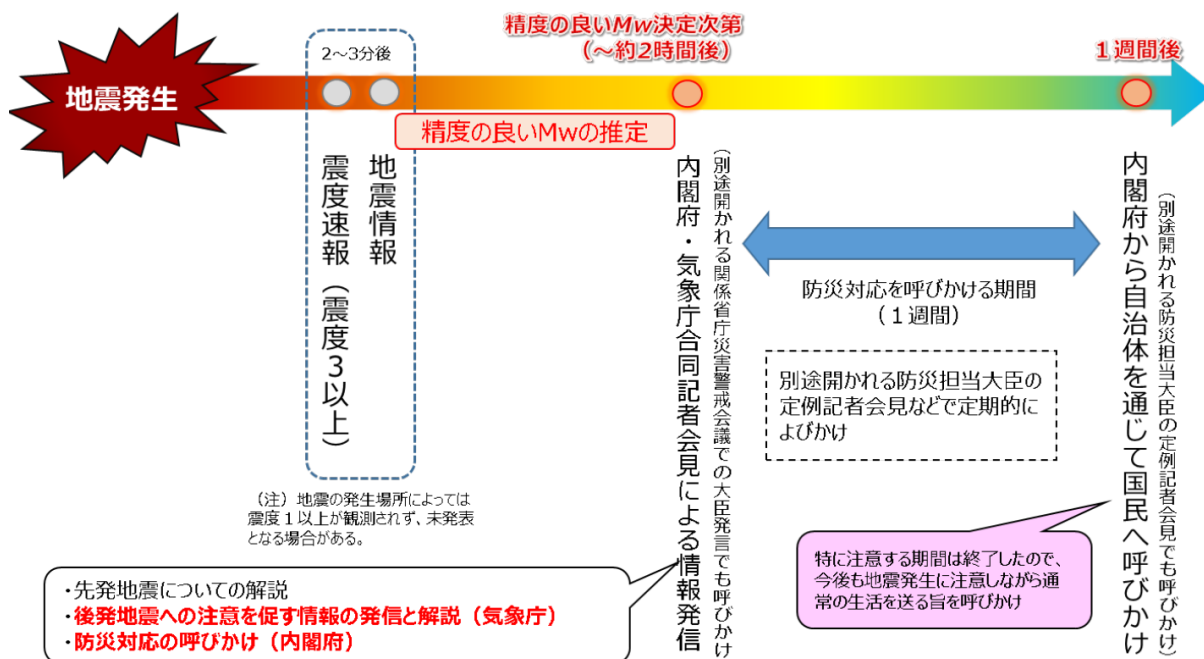 地震発生
2～3分後
精度の良いMw決定次第
（～約2時間後）
1週間後
精度の良いMwの推定
震度速報（震度3以上）
地震情報
（注）地震の発生場所によっては
震度1以上が観測されず、未発表
となる場合がある。
内閣府・気象庁合同記者会見による情報発信
（別途開かれる関係省庁災害警戒会議での大臣発言でも呼びかけ）
・先発地震についての解説
・後発地震への注意を促す情報の発信と解説（気象庁）
・防災対応の呼びかけ（内閣府）
防災対応を呼びかける期間
（1週間）
別途開かれる防災担当大臣の
定例記者会見などで定期的に
よびかけ
内閣府から自治体を通じて国民へ呼びかけ
（別途開かれる防災担当大臣の定例記者会見でも呼びかけ）
特に注意する期間は終了したので、
今後も地震発生に注意しながら通
常の生活を送る旨を呼びかけ